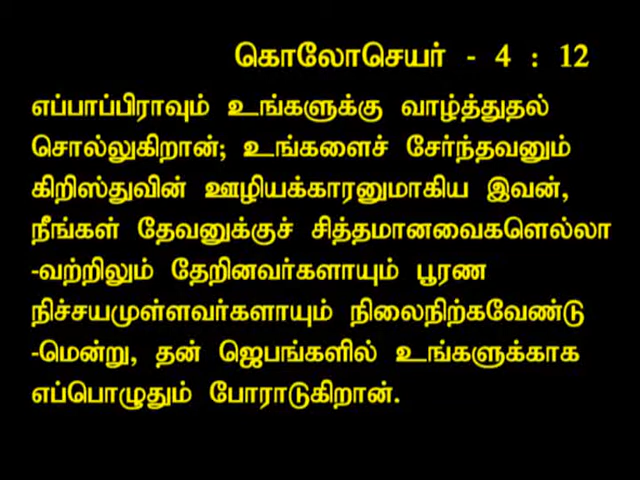 கொலோசெயர் - 4 : 12
எப்பாப்பிராவும் உங்களுக்கு வாழ்த்துதல்
சொல்லுகிறான்; உங்களைச் சேர்ந்தவனும்
கிறிஸ்துவின் ஊழியக்காரனுமாகிய இவன்,
நீங்கள் தேவனுக்குச் சித்தமானவைகளெல்லா
-வற்றிலும் தேறினவர்களாயும் பூரண
நிச்சயமுள்ளவர்களாயும் நிலைநிற்கவேண்டு
-மென்று, தன் ஜெபங்களில் உங்களுக்காக
எப்பொழுதும் போராடுகிறான்.